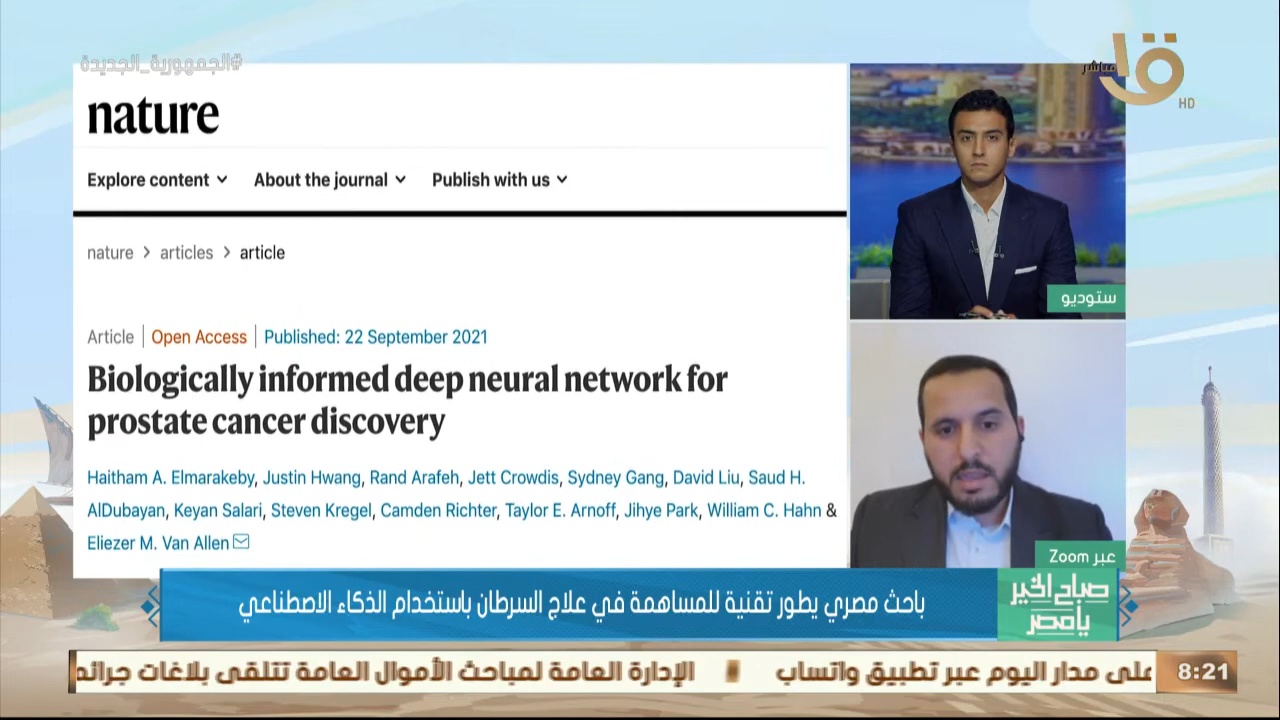 #الجمهورية_الجديدة
مباشر
HD
nature
Explore content
About the journal
Publish with us
nature > articles > article
Article | Open Access | Published: 22 September 2021
Biologically informed deep neural network for
prostate cancer discovery
Haitham A. Elmarakeby, Justin Hwang, Rand Arafeh, Jett Crowdis, Sydney Gang, David Liu, Saud H.
AlDubayan, Keyan Salari, Steven Kregel, Camden Richter, Taylor E. Arnoff, Jihye Park, William C. Hahn &
Eliezer M. Van Allen
ستوديو
عبر Zoom
صباح الخير
يا مصر
باحث مصري يطور تقنية للمساهمة في علاج السرطان باستخدام الذكاء الاصطناعي
على مدار اليوم عبر تطبيق واتساب الإدارة العامة لمباحث الأموال العامة تتلقى بلاغات جرائم
8:21